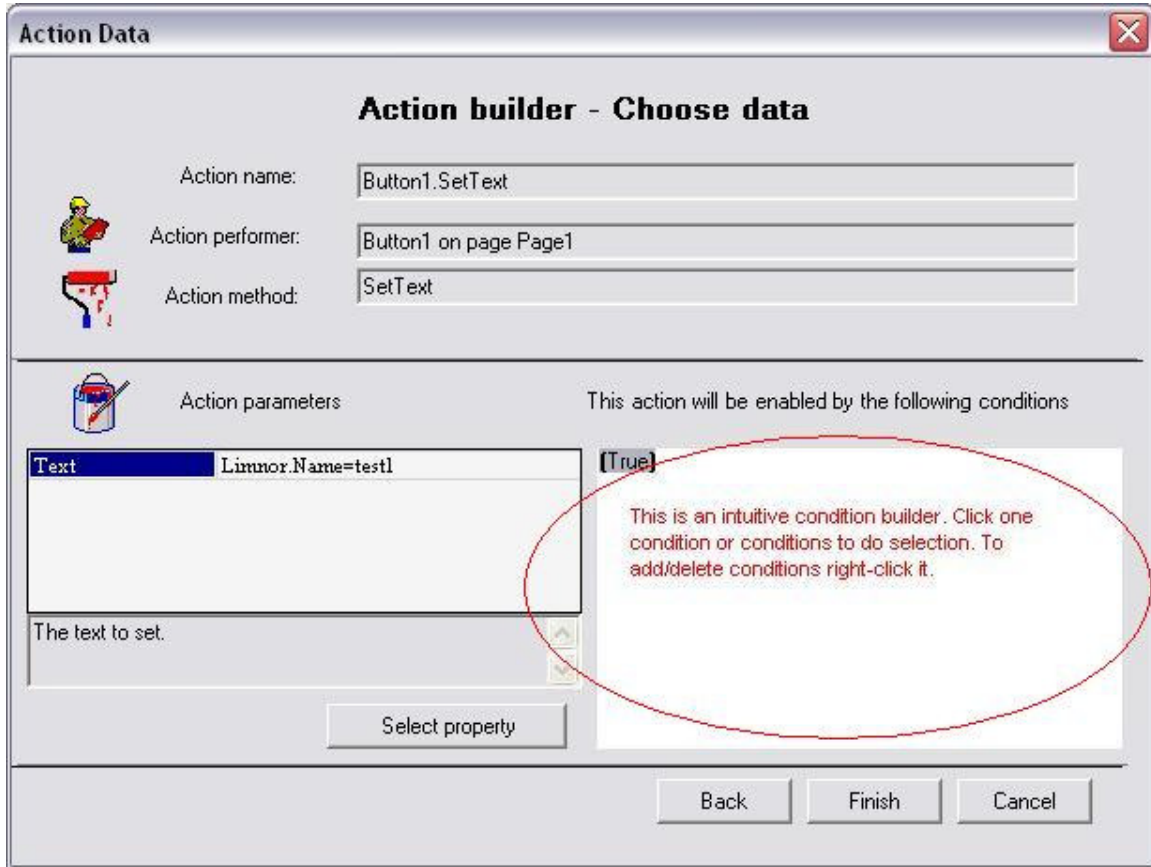 Action Data
Action builder - Choose data
Action name:
Button1.SetText
Action performer:
Button1 on page Page1
Action method:
SetText
Action parameters
This action will be enabled by the following conditions
Text
Limnor.Name=test1
The text to set.
Select property
(True)
This is an intuitive condition builder. Click one
condition or conditions to do selection. To
add/delete conditions right-click it.
Back
Finish
Cancel